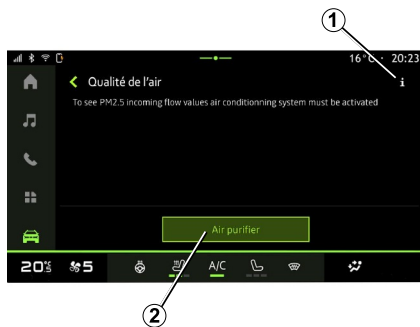 1
16°C · 20:23
Qualité de l'air
i
To see PM2.5 incoming flow values air conditionning system must be activated
Air purifier
20°C 5 A/C
2